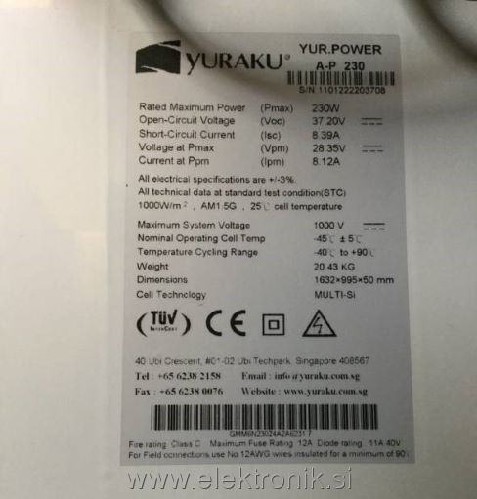 YURAKU®
YUR.POWER
A-P 230
S/N 1I01222203708
Rated Maximum Power (Pmax) 230W
Open-Circuit Voltage (Voc) 37.20V
Short-Circuit Current (Isc) 8.39A
Voltage at Pmax (Vpm) 28.35V
Current at Ppm (Ipm) 8.12A
All electrical specifications are +/-3%.
All technical data at standard test condition(STC)
1000W/m², AM1.5G, 25℃ cell temperature
Maximum System Voltage 1000 V
Nominal Operating Cell Temp -45℃ ± 5℃
Temperature Cycling Range -40℃ to +90℃
Weight 20.43 KG
Dimensions 1632×995×50 mm
Cell Technology MULTI-Si
TÜV
CE
40 Ubi Crescent, #01-02 Ubi Techpark, Singapore 408567
Tel : +65 6238 2158 Email : info@yuraku.com.sg
Fax : +65 6238 0076 Website : www.yuraku.com.sg
Fire rating: Class C Maximum Fuse Rating: 12A Diode rating: 11A 40V
For Field connections use No.12AWG wires insulated for a minimum of 90℃
www.elektronik.si